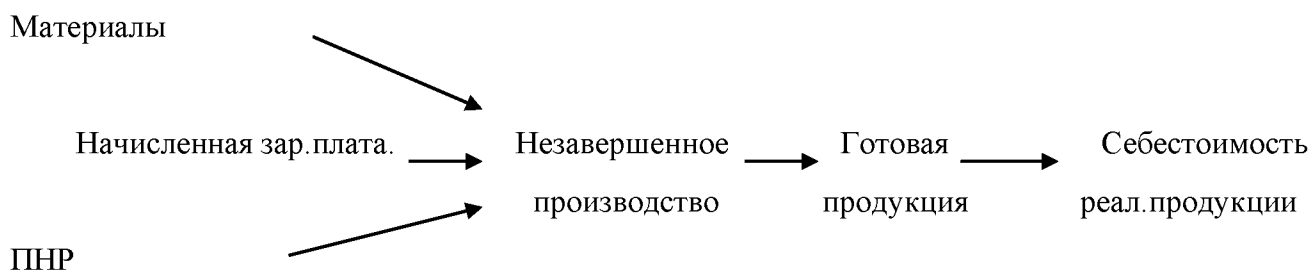 Материалы
Начисленная зар.плата. Незавершенное Готовая Себестоимость
производство продукция реал.продукции
ПНР